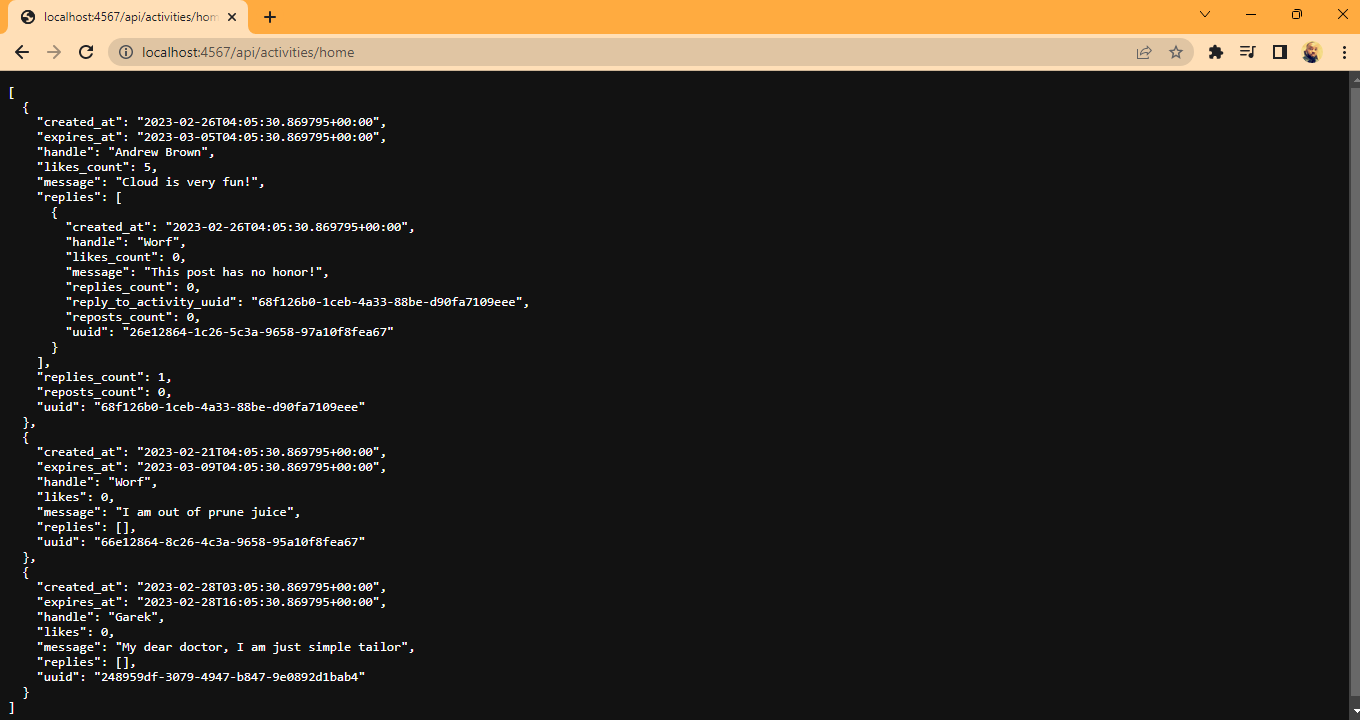 localhost:4567/api/activities/hom
localhost:4567/api/activities/home
[
  {
    "created_at": "2023-02-26T04:05:30.869795+00:00",
    "expires_at": "2023-03-05T04:05:30.869795+00:00",
    "handle": "Andrew Brown",
    "likes_count": 5,
    "message": "Cloud is very fun!",
    "replies": [
      {
        "created_at": "2023-02-26T04:05:30.869795+00:00",
        "handle": "Worf",
        "likes_count": 0,
        "message": "This post has no honor!",
        "replies_count": 0,
        "reply_to_activity_uuid": "68f126b0-1ceb-4a33-88be-d90fa7109eee",
        "reposts_count": 0,
        "uuid": "26e12864-1c26-5c3a-9658-97a10f8fea67"
      }
    ],
    "replies_count": 1,
    "reposts_count": 0,
    "uuid": "68f126b0-1ceb-4a33-88be-d90fa7109eee"
  },
  {
    "created_at": "2023-02-21T04:05:30.869795+00:00",
    "expires_at": "2023-03-09T04:05:30.869795+00:00",
    "handle": "Worf",
    "likes": 0,
    "message": "I am out of prune juice",
    "replies": [],
    "uuid": "66e12864-8c26-4c3a-9658-95a10f8fea67"
  },
  {
    "created_at": "2023-02-28T03:05:30.869795+00:00",
    "expires_at": "2023-02-28T16:05:30.869795+00:00",
    "handle": "Garek",
    "likes": 0,
    "message": "My dear doctor, I am just simple tailor",
    "replies": [],
    "uuid": "248959df-3079-4947-b847-9e0892d1bab4"
  }
]